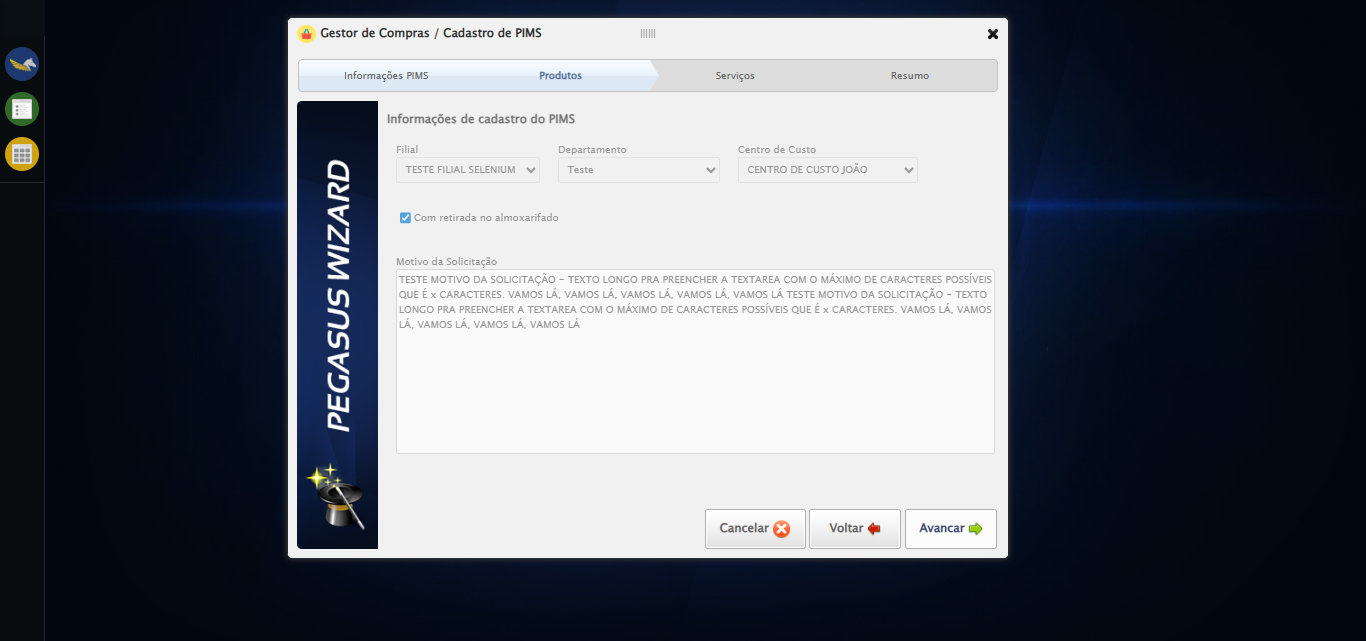 Gestor de Compras / Cadastro de PIMS
Informações PIMS
Produtos
Serviços
Resumo
PEGASUS WIZARD
Informações de cadastro do PIMS
Filial
Departamento
Centro de Custo
TESTE FILIAL SELENIUM
Teste
CENTRO DE CUSTO JOÃO
Com retirada no almoxarifado
Motivo da Solicitação
TESTE MOTIVO DA SOLICITAÇÃO - TEXTO LONGO PRA PREENCHER A TEXTAREA COM O MÁXIMO DE CARACTERES POSSÍVEIS
QUE É x CARACTERES. VAMOS LÁ, VAMOS LÁ, VAMOS LÁ, VAMOS LÁ, VAMOS LÁ TESTE MOTIVO DA SOLICITAÇÃO - TEXTO
LONGO PRA PREENCHER A TEXTAREA COM O MÁXIMO DE CARACTERES POSSÍVEIS QUE É x CARACTERES. VAMOS LÁ, VAMOS
LÁ, VAMOS LÁ, VAMOS LÁ, VAMOS LÁ
Cancelar
Voltar
Avancar